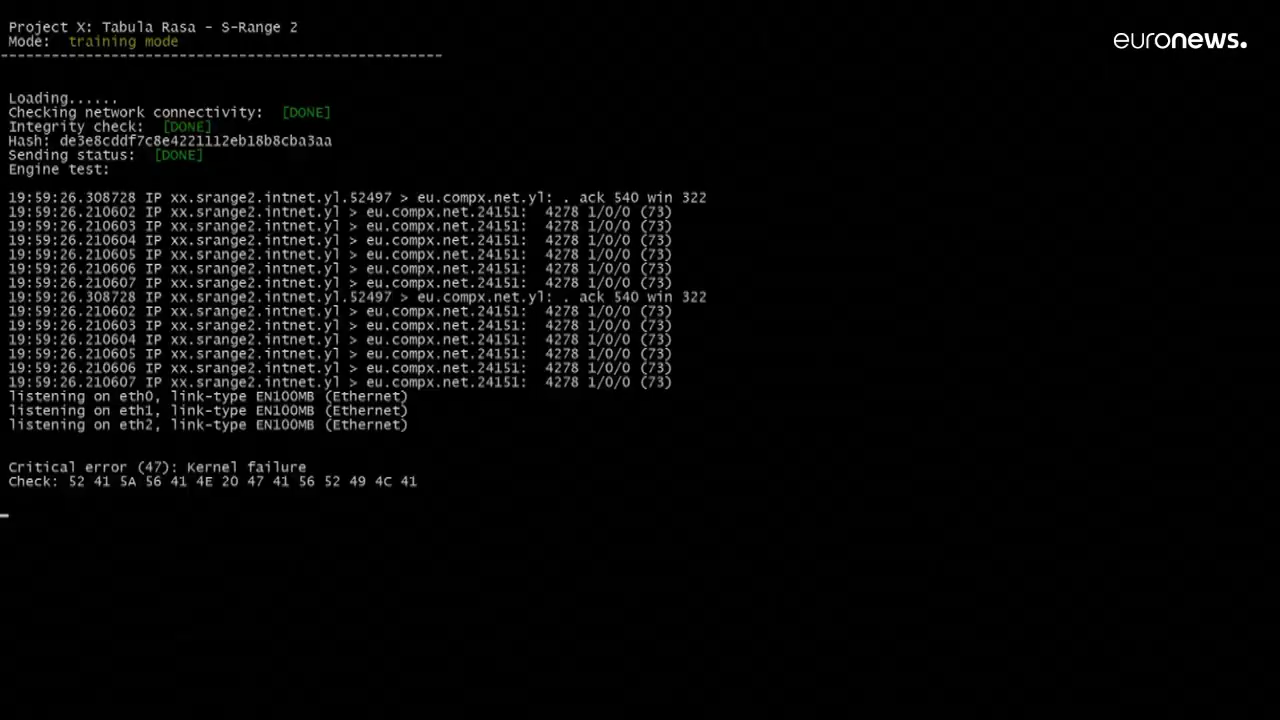 Project X: Tabula Rasa - S-Range 2
Mode:  training mode
euronews.
---------------------------------------------------
Loading......
Checking network connectivity:  [DONE]
Integrity check:  [DONE]
Hash: de3e8cddf7c8e4221112eb18b8cba3aa
Sending status:  [DONE]
Engine test:
19:59:26.308728 IP xx.srange2.intnet.yl.52497 > eu.compx.net.yl: . ack 540 win 322
19:59:26.210602 IP xx.srange2.intnet.yl > eu.compx.net.24151:  4278 1/0/0 (73)
19:59:26.210603 IP xx.srange2.intnet.yl > eu.compx.net.24151:  4278 1/0/0 (73)
19:59:26.210604 IP xx.srange2.intnet.yl > eu.compx.net.24151:  4278 1/0/0 (73)
19:59:26.210605 IP xx.srange2.intnet.yl > eu.compx.net.24151:  4278 1/0/0 (73)
19:59:26.210606 IP xx.srange2.intnet.yl > eu.compx.net.24151:  4278 1/0/0 (73)
19:59:26.210607 IP xx.srange2.intnet.yl > eu.compx.net.24151:  4278 1/0/0 (73)
19:59:26.308728 IP xx.srange2.intnet.yl.52497 > eu.compx.net.yl: . ack 540 win 322
19:59:26.210602 IP xx.srange2.intnet.yl > eu.compx.net.24151:  4278 1/0/0 (73)
19:59:26.210603 IP xx.srange2.intnet.yl > eu.compx.net.24151:  4278 1/0/0 (73)
19:59:26.210604 IP xx.srange2.intnet.yl > eu.compx.net.24151:  4278 1/0/0 (73)
19:59:26.210605 IP xx.srange2.intnet.yl > eu.compx.net.24151:  4278 1/0/0 (73)
19:59:26.210606 IP xx.srange2.intnet.yl > eu.compx.net.24151:  4278 1/0/0 (73)
19:59:26.210607 IP xx.srange2.intnet.yl > eu.compx.net.24151:  4278 1/0/0 (73)
listening on eth0, link-type EN100MB (Ethernet)
listening on eth1, link-type EN100MB (Ethernet)
listening on eth2, link-type EN100MB (Ethernet)
Critical error (47): Kernel failure
Check: 52 41 5A 56 41 4E 20 47 41 56 52 49 4C 41